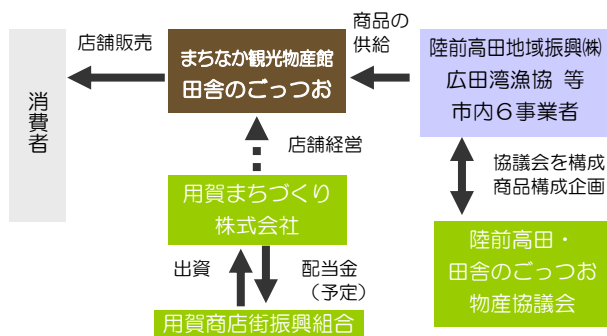 店舗販売
まちなか観光物産館
田舎のごっつお
商品の
供給
陸前高田地域振興㈱
広田湾漁協 等
市内6事業者
消費者
店舗経営
協議会を構成
商品構成企画
用賀まちづくり
株式会社
陸前高田・
田舎のごっつお
物産協議会
出資
配当金
（予定）
用賀商店街振興組合